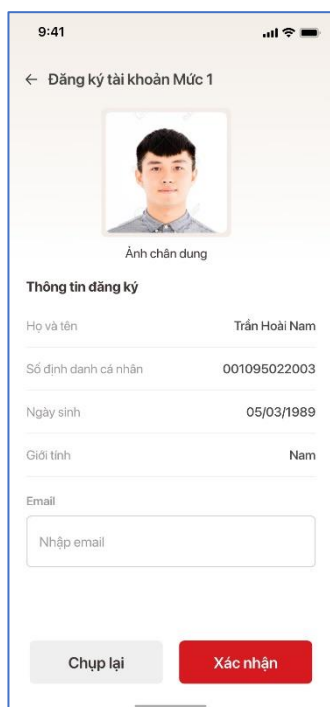 9:41
← Đăng ký tài khoản Mức 1
Ảnh chân dung
Thông tin đăng ký
Họ và tên Trần Hoài Nam
Số định danh cá nhân 001095022003
Ngày sinh 05/03/1989
Giới tính Nam
Email
Nhập email
Chụp lại Xác nhận